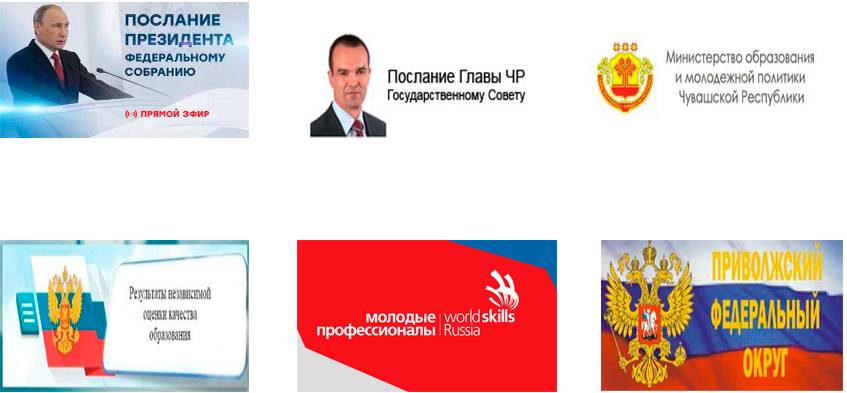 ПОСЛАНИЕ
ПРЕЗИДЕНТА
ФЕДЕРАЛЬНОМУ
СОБРАНИЮ
ПРЯМОЙ ЭФИР
Послание Главы ЧР
Государственному Совету
Министерство образования
и молодежной политики
Чувашской Республики
Результаты независимой
оценки качества
образования
молодые
профессионалы
worldskills
Russia
ПРИВОЛЖСКИЙ
ФЕДЕРАЛЬНЫЙ
ОКРУГ